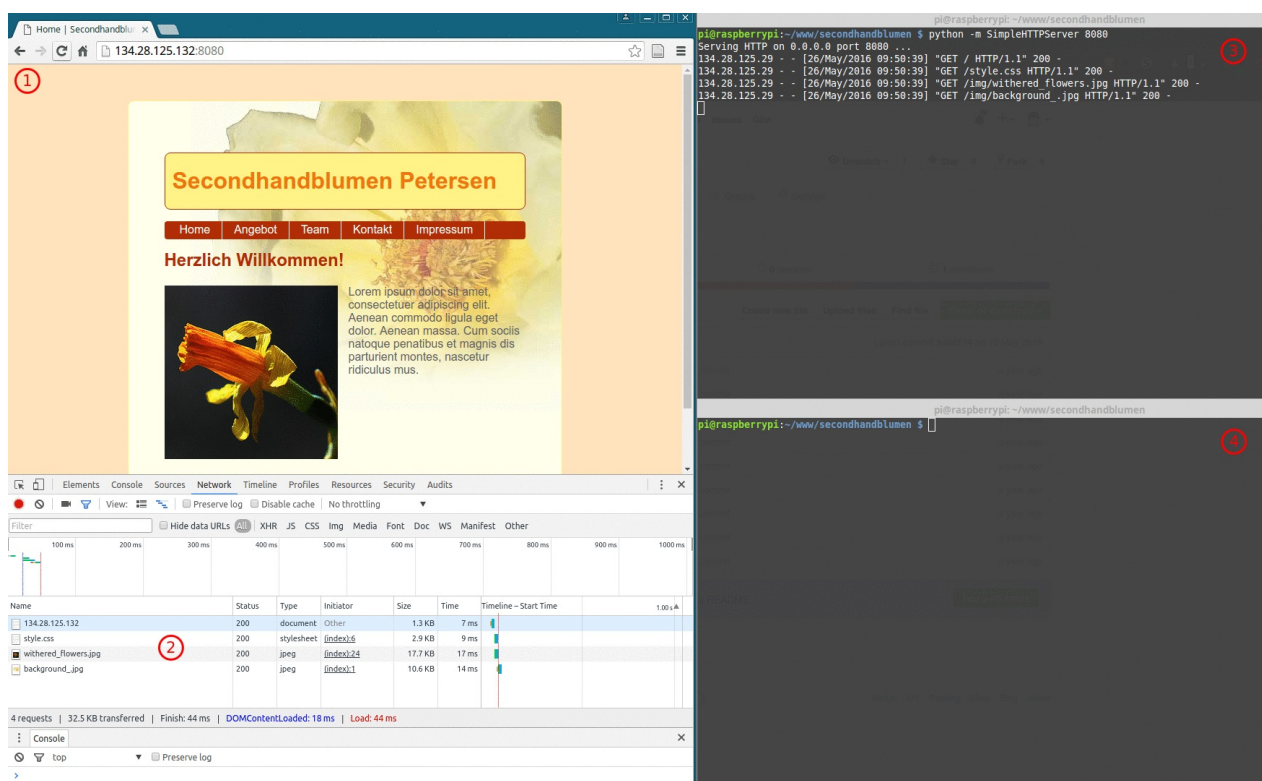 Home | Secondhandblu
134.28.125.132:8080
1
Secondhandblumen Petersen
Home Angebot Team Kontakt Impressum
Herzlich Willkommen!
Lorem ipsum dolor sit amet,
consectetuer adipiscing elit.
Aenean commodo ligula eget
dolor. Aenean massa. Cum sociis
natoque penatibus et magnis dis
parturient montes, nascetur
ridiculus mus.
Elements Console Sources Network Timeline Profiles Resources Security Audits
View: Preserve log Disable cache No throttling
Filter Hide data URLs All XHR JS CSS Img Media Font Doc WS Manifest Other
100 ms 200 ms 300 ms 400 ms 500 ms 600 ms 700 ms 800 ms 900 ms 1000 ms
Name Status Type Initiator Size Time Timeline – Start Time 1.00 s
134.28.125.132 200 document Other 1.3 KB 7 ms
style.css 200 stylesheet (index):6 2.9 KB 9 ms
withered_flowers.jpg 200 jpeg (index):24 17.7 KB 17 ms
background_.jpg 200 jpeg (index):1 10.6 KB 14 ms
2
4 requests | 32.5 KB transferred | Finish: 44 ms | DOMContentLoaded: 18 ms | Load: 44 ms
Console
top Preserve log
>
pi@raspberrypi: ~/www/secondhandblumen
pi@raspberrypi:~/www/secondhandblumen $ python -m SimpleHTTPServer 8080
Serving HTTP on 0.0.0.0 port 8080 ...
134.28.125.29 - - [26/May/2016 09:50:39] "GET / HTTP/1.1" 200 -
134.28.125.29 - - [26/May/2016 09:50:39] "GET /style.css HTTP/1.1" 200 -
134.28.125.29 - - [26/May/2016 09:50:39] "GET /img/withered_flowers.jpg HTTP/1.1" 200 -
134.28.125.29 - - [26/May/2016 09:50:39] "GET /img/background_.jpg HTTP/1.1" 200 -
3
pi@raspberrypi: ~/www/secondhandblumen
pi@raspberrypi:~/www/secondhandblumen $
4